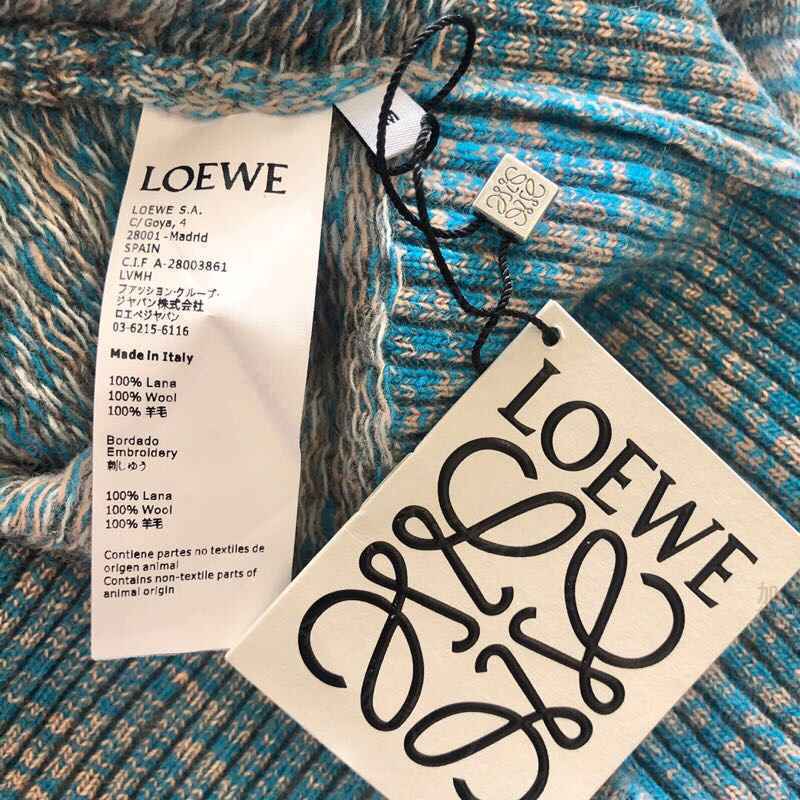 LOEWE
LOEWE S.A.
C/Goya, 4
28001 -Madrid
SPAIN
C.I.F A-28003861
LVMH
ファッション・グループ・
ジャパン株式会社
ロエベジャパン
03-6215-6116
Made in Italy
100% Lana
100% Wool
100% 羊毛
Bordado
Embroidery
刺しゅう
100% Lana
100% Wool
100% 羊毛
Contiene partes no textiles de
origen animal
Contains non-textile parts of
animal origin
LOEWE
加